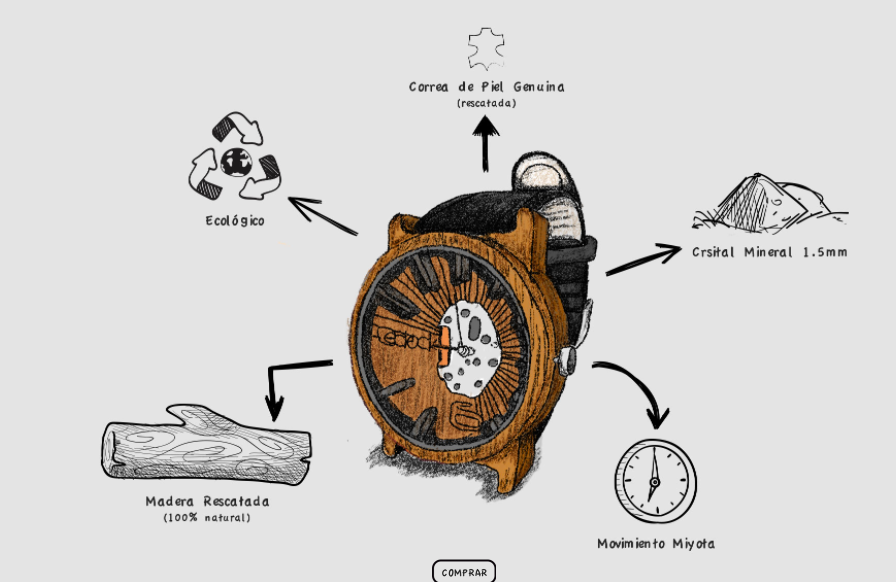 Correa de Piel Genuina
(rescatada)
Ecológico
Crsital Mineral 1.5mm
Madera Rescatada
(100% natural)
Movimiento Miyota
COMPRAR